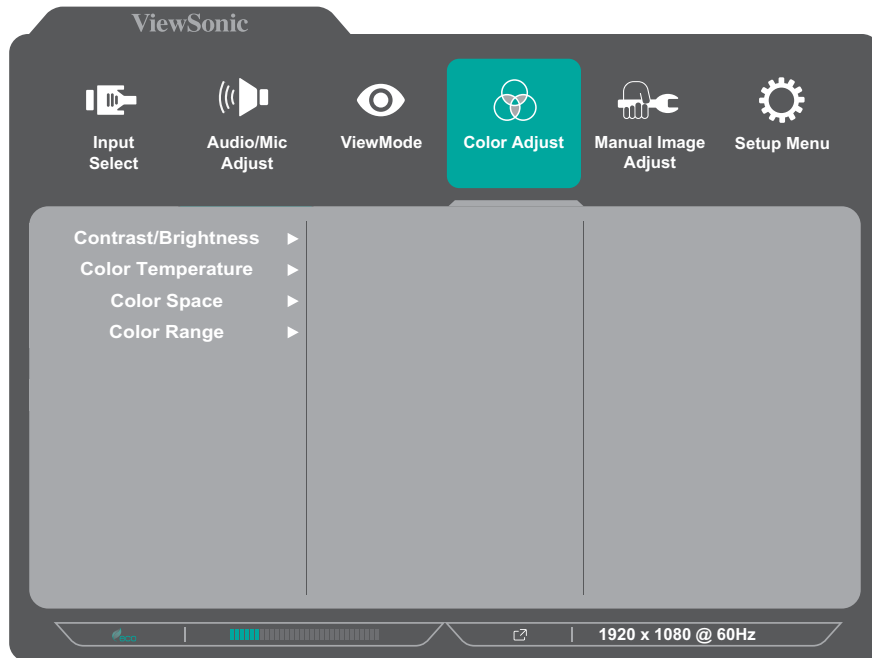 ViewSonic
Input
Select
Audio/Mic
Adjust
ViewMode
Color Adjust
Manual Image
Adjust
Setup Menu
Contrast/Brightness
Color Temperature
Color Space
Color Range
eco
1920 x 1080 @ 60Hz